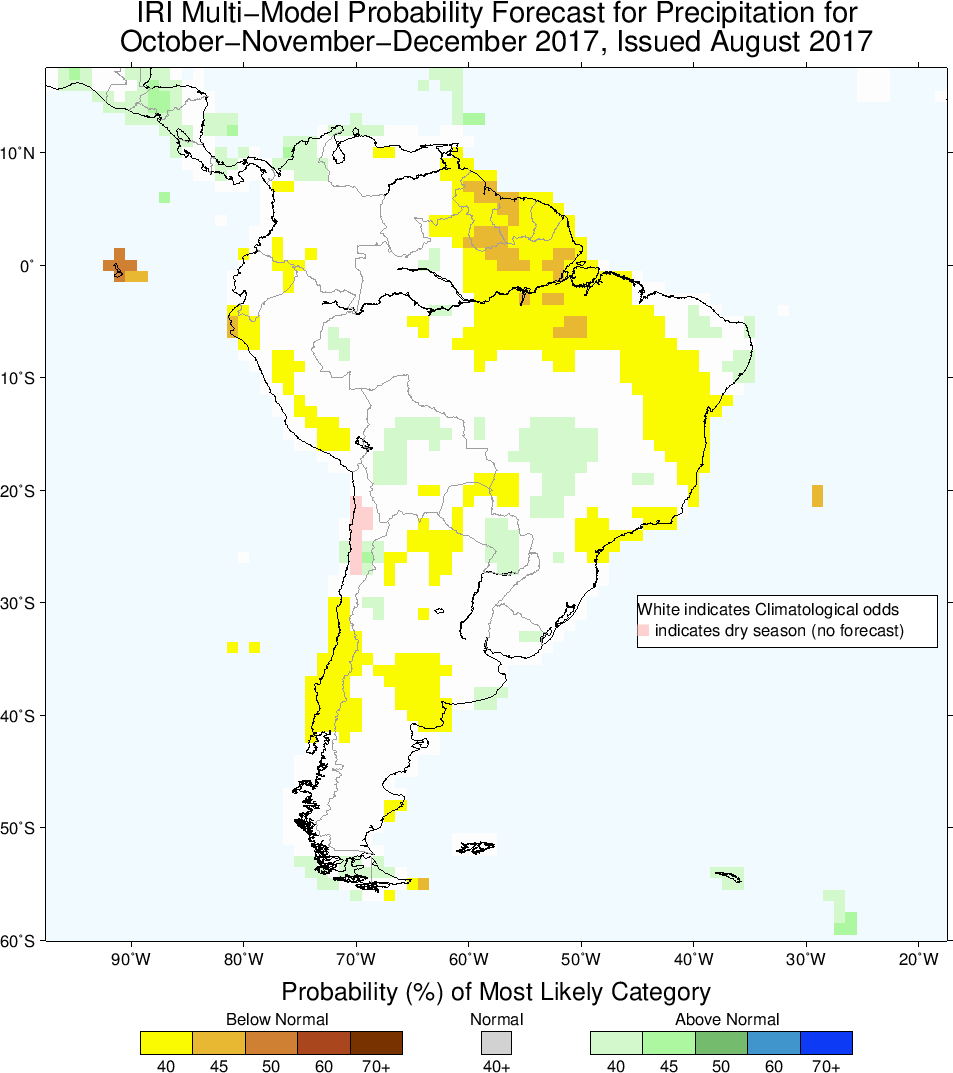 IRI Multi−Model Probability Forecast for Precipitation for
October−November−December 2017, Issued August 2017
10˚N
0˚
10˚S
20˚S
30˚S
40˚S
50˚S
60˚S
White indicates Climatological odds
indicates dry season (no forecast)
90˚W 80˚W 70˚W 60˚W 50˚W 40˚W 30˚W 20˚W
Probability (%) of Most Likely Category
Below Normal Normal Above Normal
40 45 50 60 70+ 40+ 40 45 50 60 70+